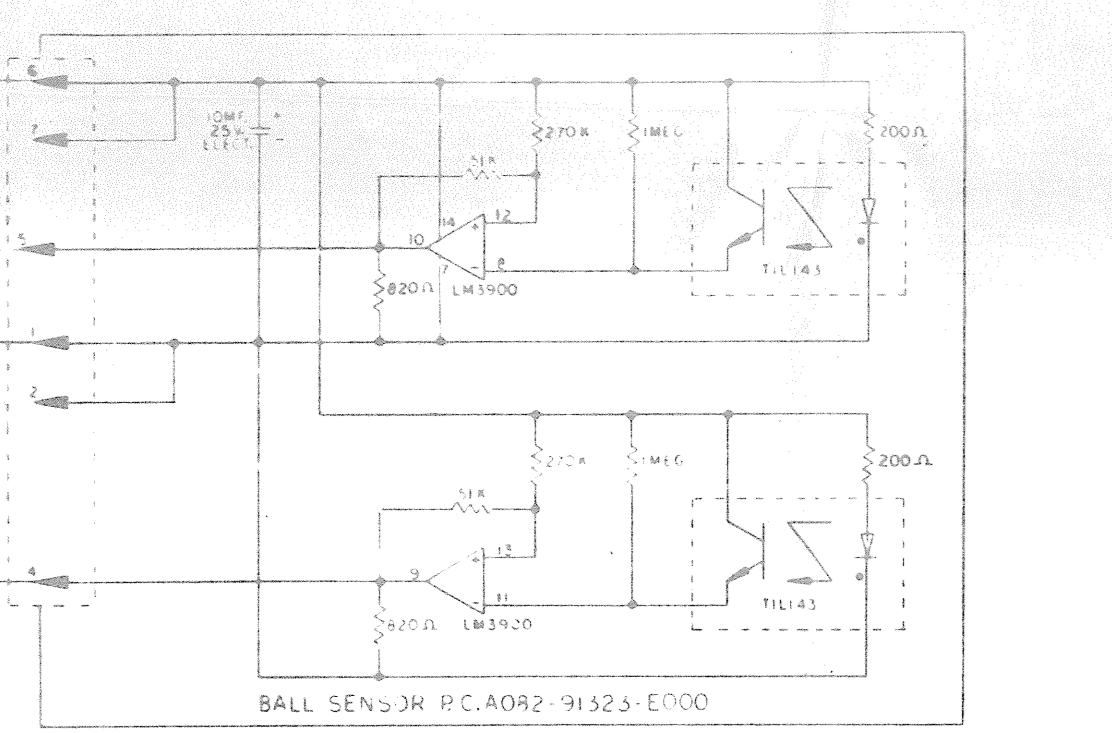 6
7
10MF
25V
ELECT.
+
-
270K
1MEG
200Ω
51K
14
12
+
10
5
-
8
7
820Ω
LM3900
TIL143
1
2
270K
1MEG
200Ω
51K
13
+
4
9
-
11
820Ω
LM3900
TIL143
BALL SENSOR P.C. A082-91323-E000